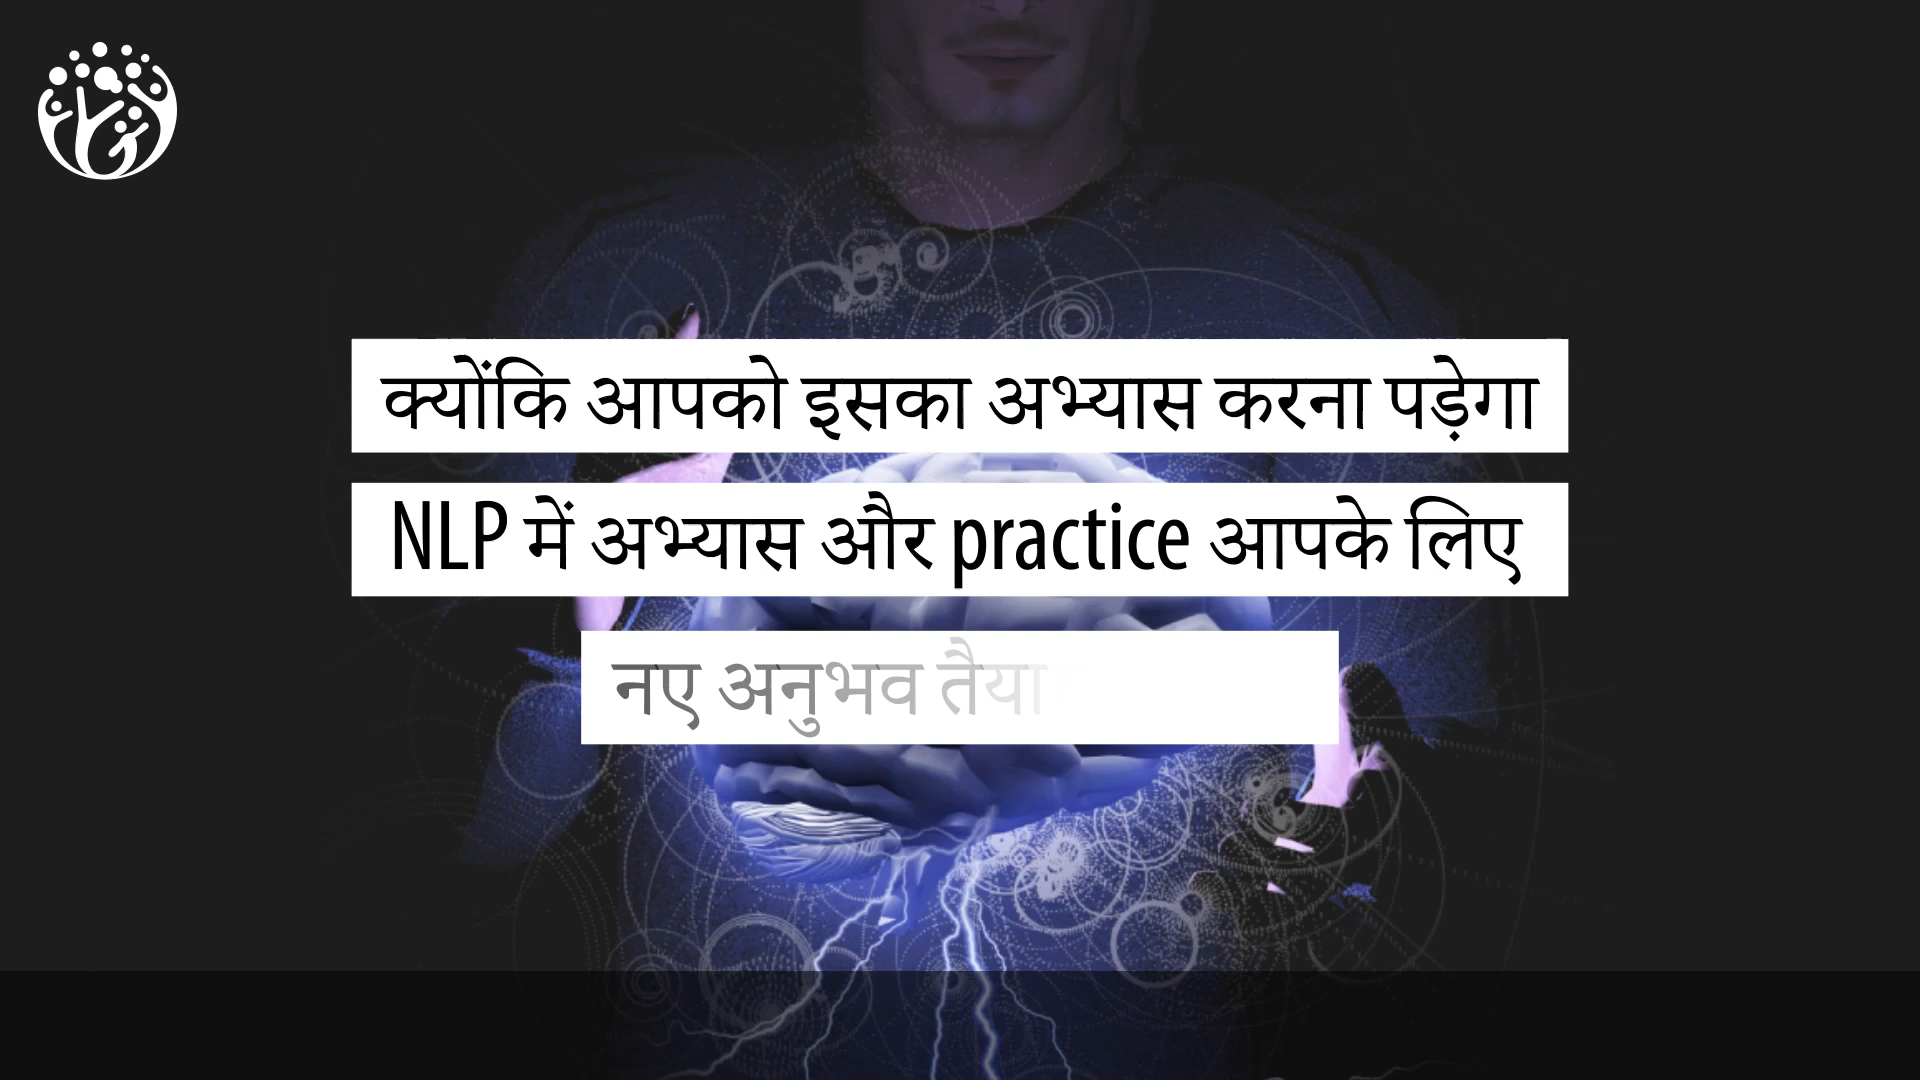 क्योंकि आपको इसका अभ्यास करना पड़ेगा
NLP में अभ्यास और practice आपके लिए
नए अनुभव तैया